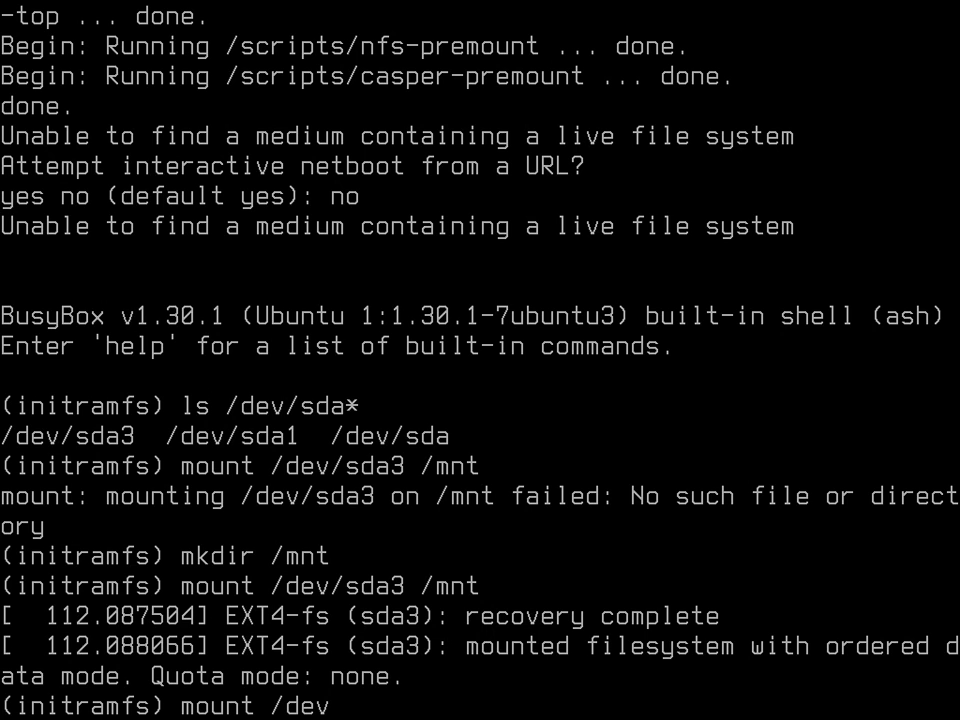 -top ... done.
Begin: Running /scripts/nfs-premount ... done.
Begin: Running /scripts/casper-premount ... done.
done.
Unable to find a medium containing a live file system
Attempt interactive netboot from a URL?
yes no (default yes): no
Unable to find a medium containing a live file system
BusyBox v1.30.1 (Ubuntu 1:1.30.1-7ubuntu3) built-in shell (ash)
Enter 'help' for a list of built-in commands.
(initramfs) ls /dev/sda*
/dev/sda3  /dev/sda1  /dev/sda
(initramfs) mount /dev/sda3 /mnt
mount: mounting /dev/sda3 on /mnt failed: No such file or direct
ory
(initramfs) mkdir /mnt
(initramfs) mount /dev/sda3 /mnt
[  112.087504] EXT4-fs (sda3): recovery complete
[  112.088066] EXT4-fs (sda3): mounted filesystem with ordered d
ata mode. Quota mode: none.
(initramfs) mount /dev